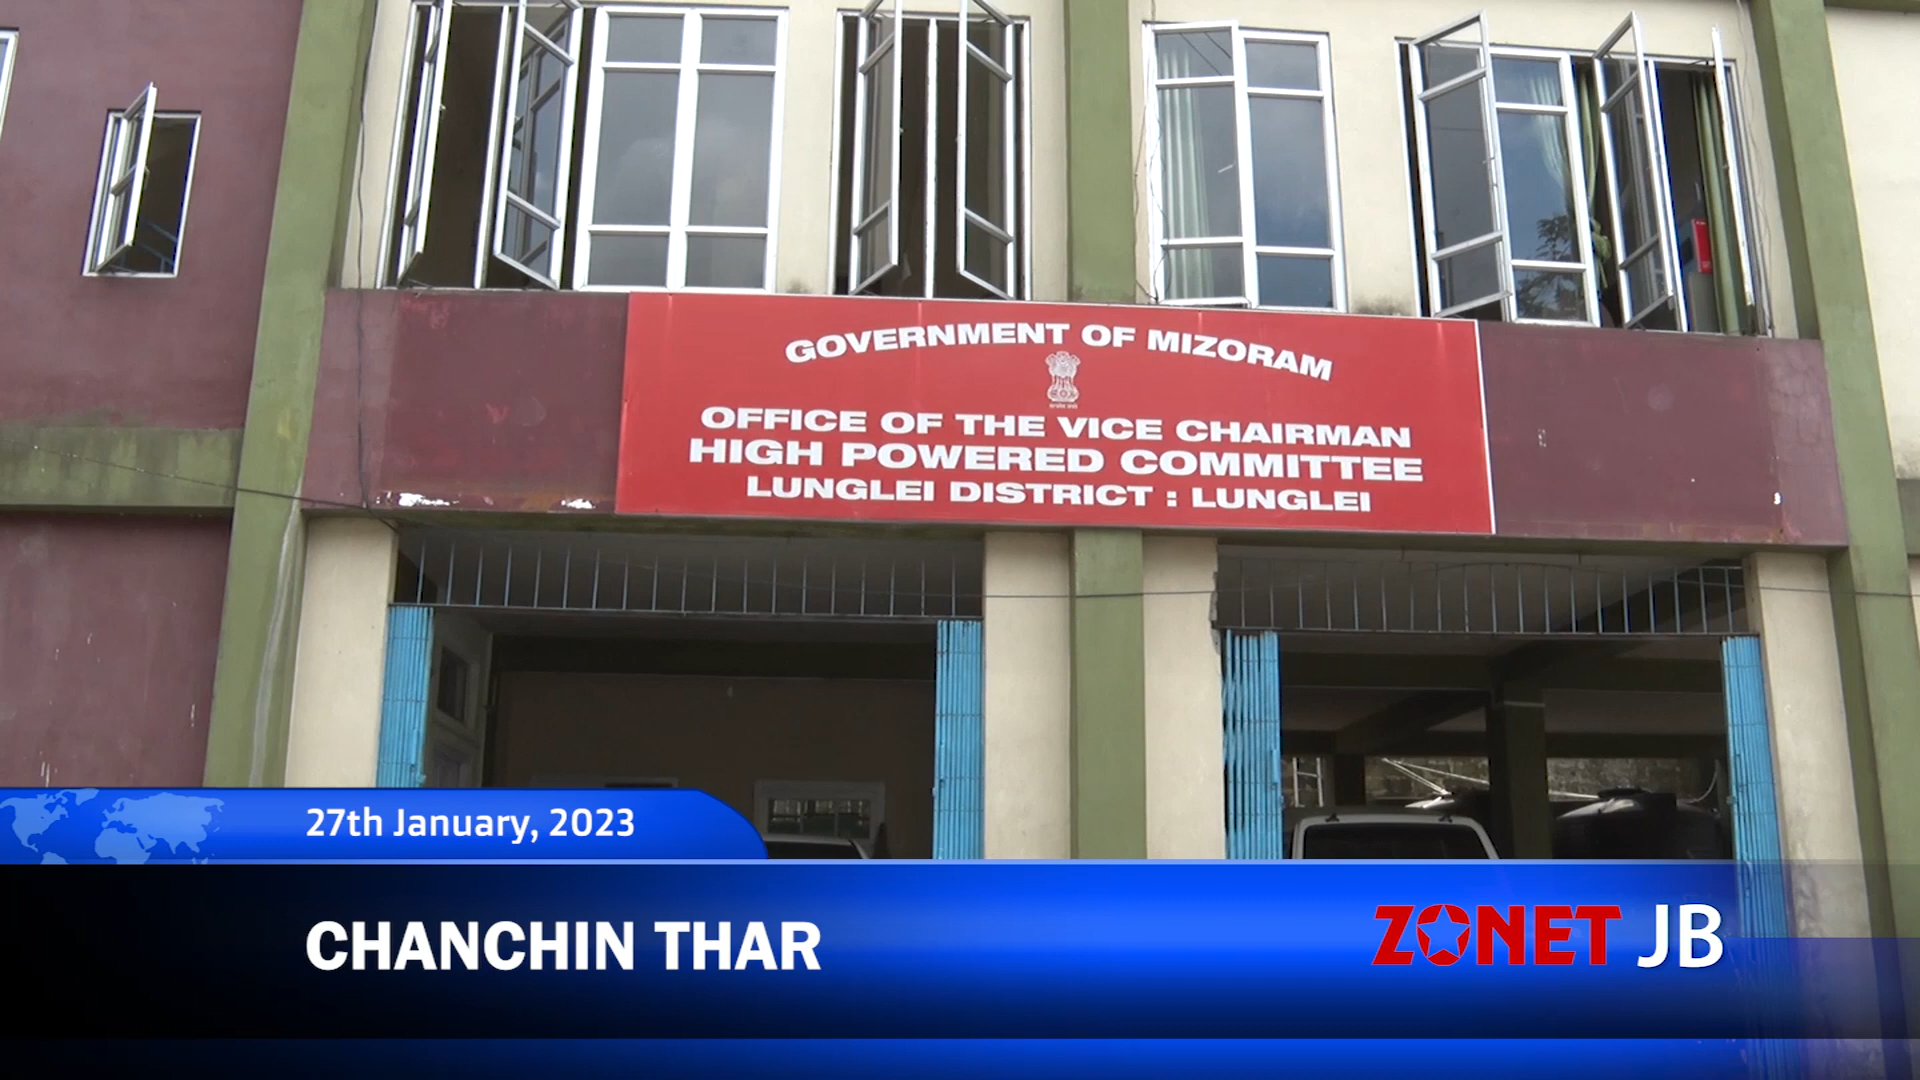 GOVERNMENT OF MIZORAM
OFFICE OF THE VICE CHAIRMAN
HIGH POWERED COMMITTEE
LUNGLEI DISTRICT : LUNGLEI
27th January, 2023
CHANCHIN THAR
ZONET JB